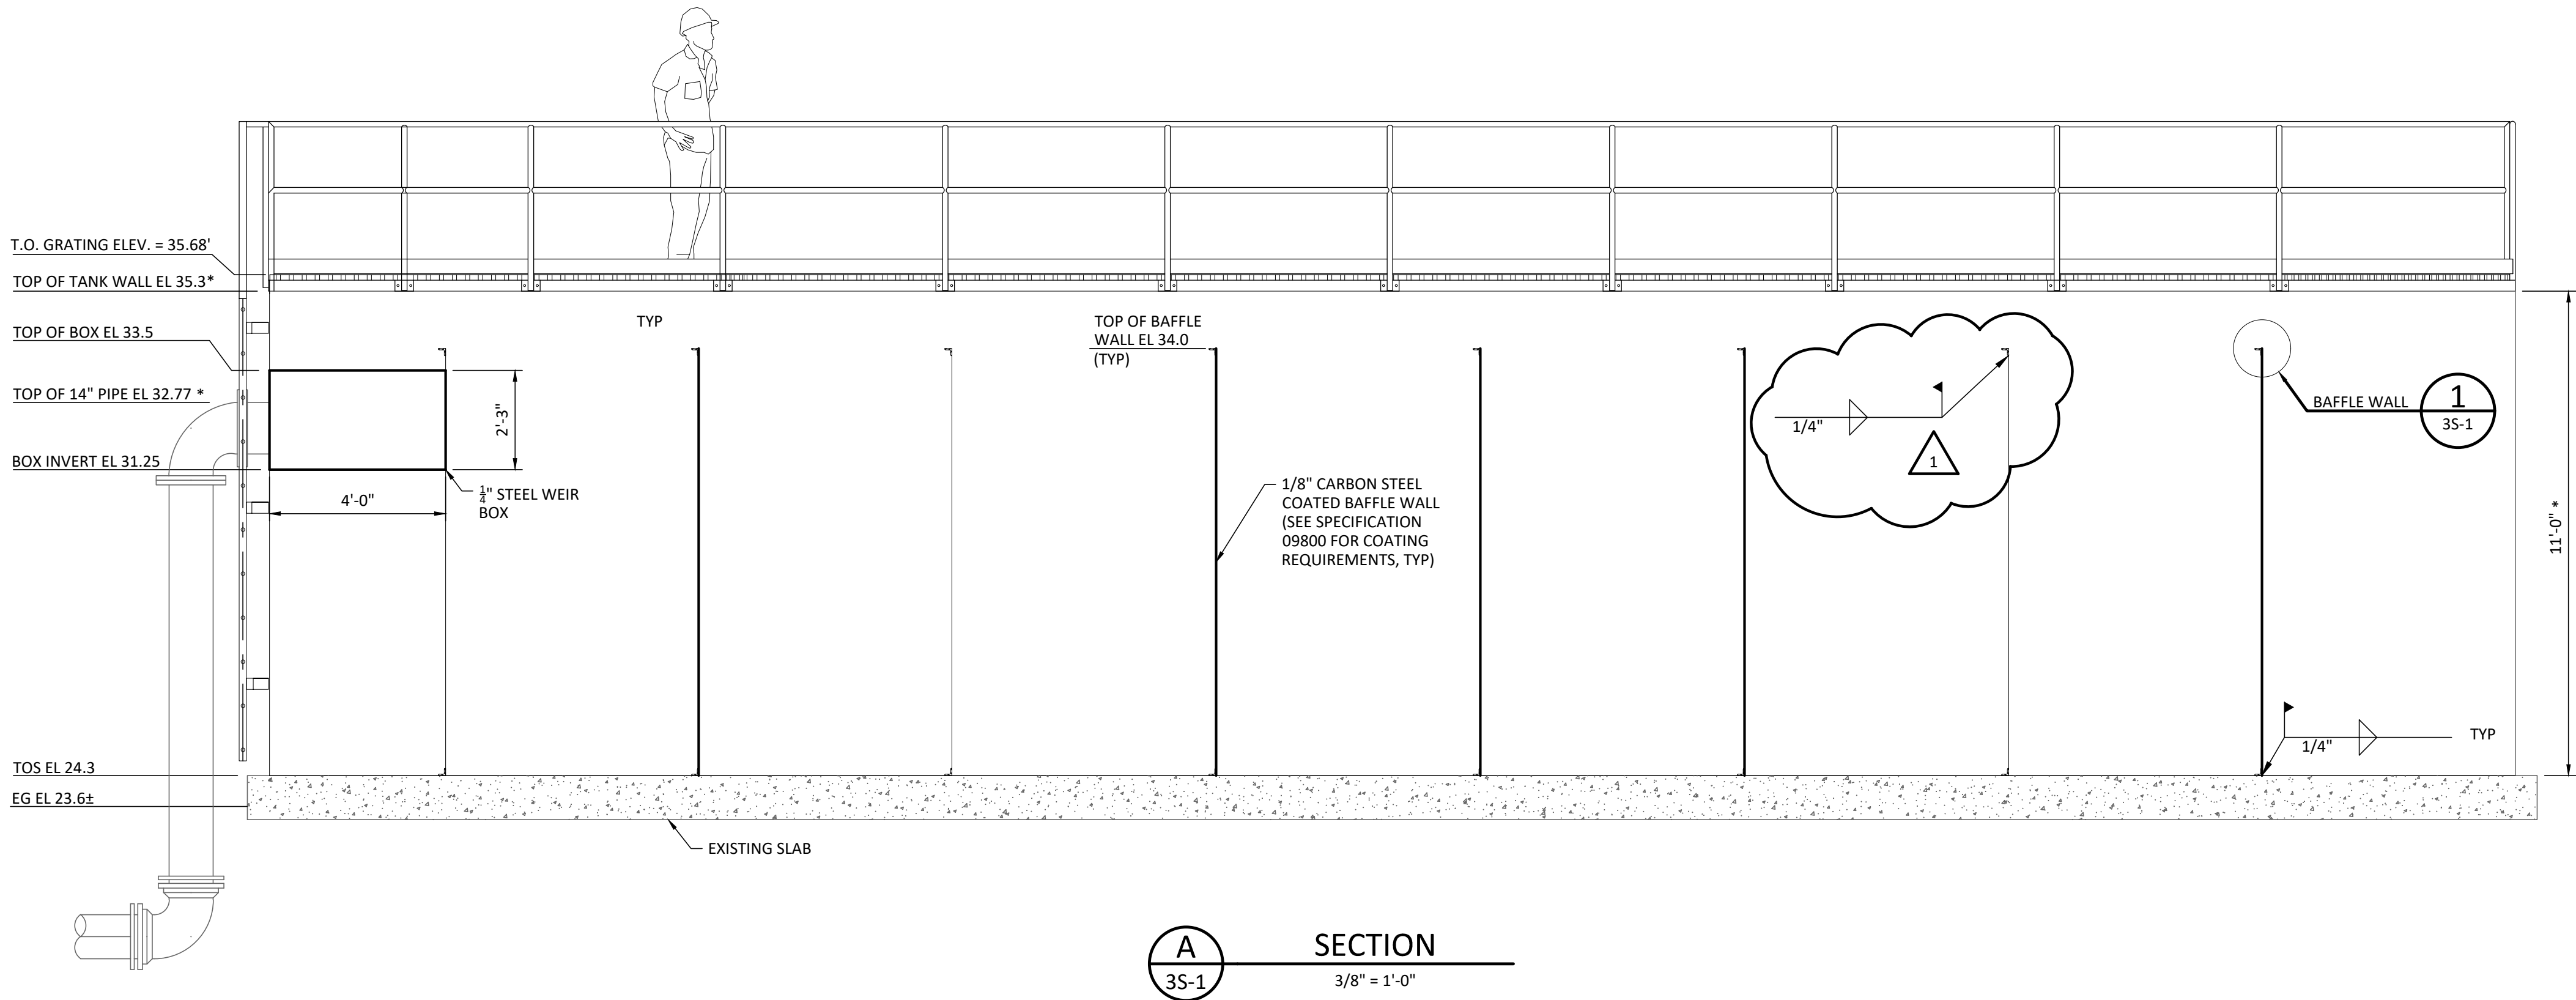 T.O. GRATING ELEV. = 35.68'
TOP OF TANK WALL EL 35.3*
TOP OF BOX EL 33.5
TOP OF 14" PIPE EL 32.77 *
BOX INVERT EL 31.25
TOS EL 24.3
EG EL 23.6±
4'-0"
2'-3"
1/4" STEEL WEIR
BOX
TYP
TOP OF BAFFLE
WALL EL 34.0
(TYP)
1/8" CARBON STEEL
COATED BAFFLE WALL
(SEE SPECIFICATION
09800 FOR COATING
REQUIREMENTS, TYP)
1/4"
1
BAFFLE WALL
1
3S-1
11'-0" *
1/4"
TYP
EXISTING SLAB
A
3S-1
SECTION
3/8" = 1'-0"